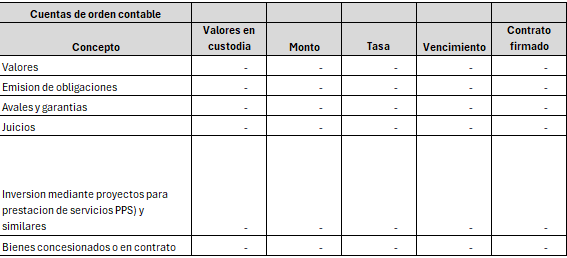 Cuentas de orden contable
Concepto Valores en custodia Monto Tasa Vencimiento Contrato firmado
Valores - - - - -
Emision de obligaciones - - - - -
Avales y garantias - - - - -
Juicios - - - - -
Inversion mediante proyectos para
prestacion de servicios PPS) y
similares - - - - -
Bienes concesionados o en contrato - - - - -